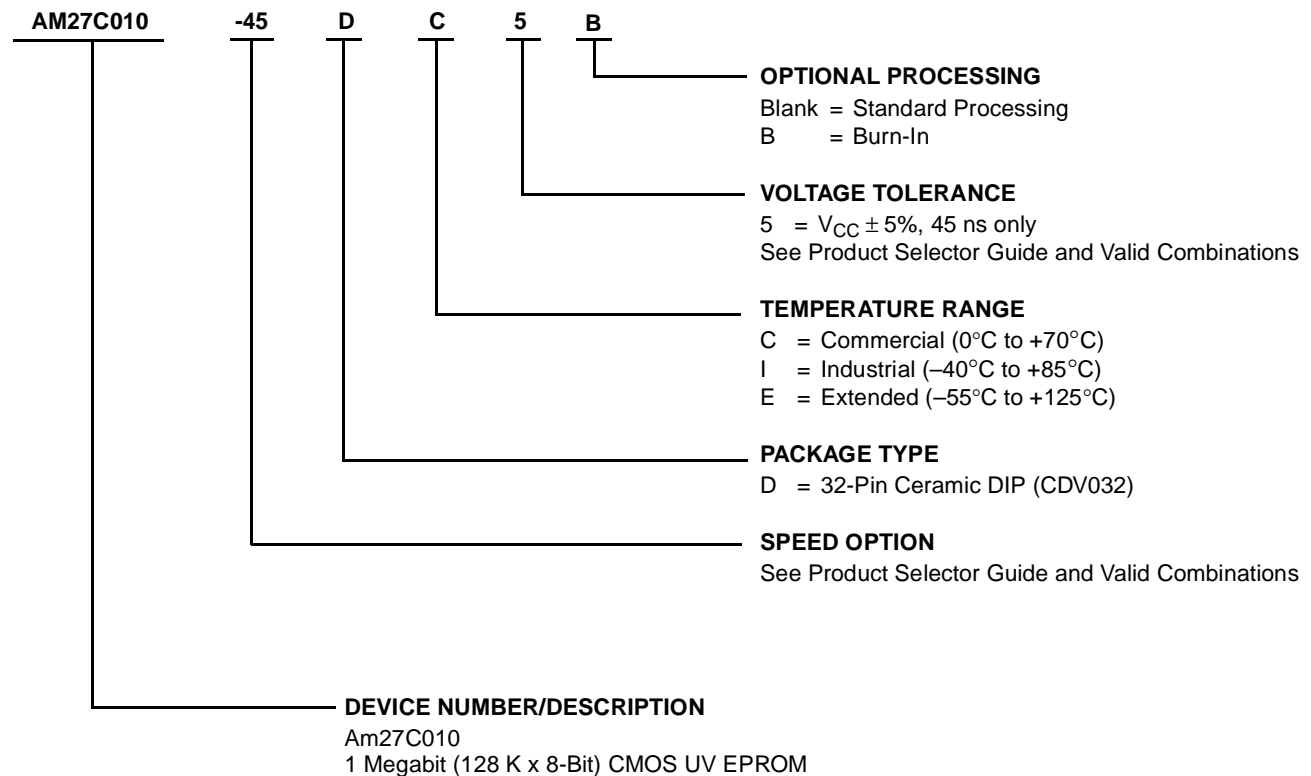 AM27C010 -45 D C 5 B
OPTIONAL PROCESSING
Blank = Standard Processing
B = Burn-In
VOLTAGE TOLERANCE
5 = VCC ± 5%, 45 ns only
See Product Selector Guide and Valid Combinations
TEMPERATURE RANGE
C = Commercial (0°C to +70°C)
I = Industrial (–40°C to +85°C)
E = Extended (–55°C to +125°C)
PACKAGE TYPE
D = 32-Pin Ceramic DIP (CDV032)
SPEED OPTION
See Product Selector Guide and Valid Combinations
DEVICE NUMBER/DESCRIPTION
Am27C010
1 Megabit (128 K x 8-Bit) CMOS UV EPROM